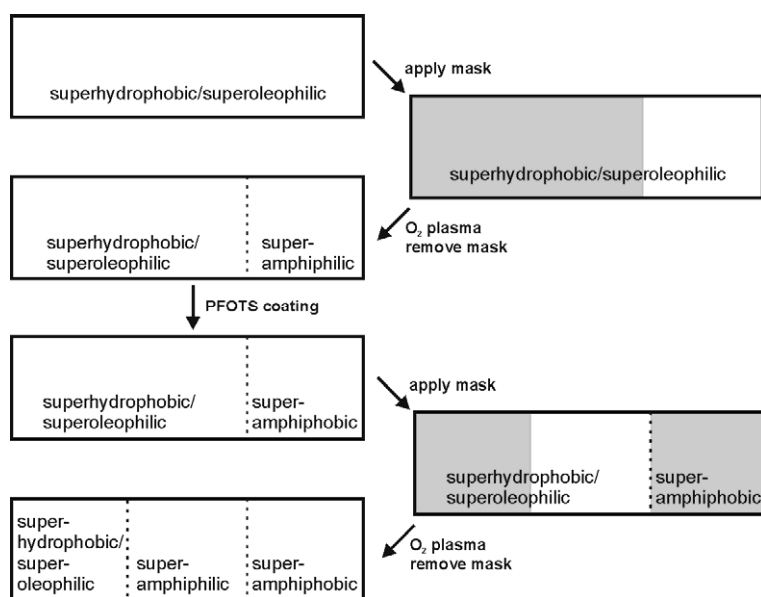 superhydrophobic/superoleophilic
apply mask
superhydrophobic/superoleophilic
O₂ plasma
remove mask
superhydrophobic/
superoleophilic
super-
amphiphilic
PFOTS coating
superhydrophobic/
superoleophilic
super-
amphiphobic
apply mask
superhydrophobic/
superoleophilic
super-
amphiphobic
O₂ plasma
remove mask
super-
hydrophobic/
super-
oleophilic
super-
amphiphilic
super-
amphiphobic